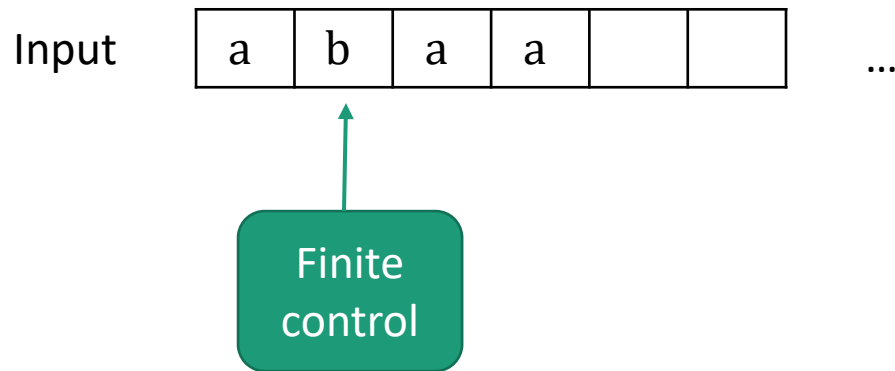 Input a b a a …
Finite
control